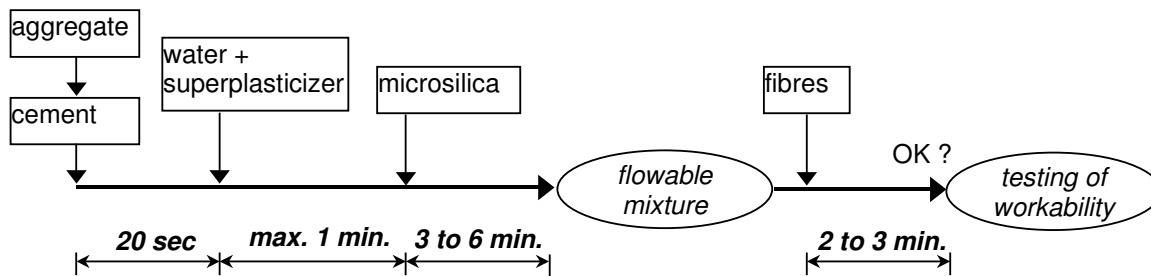 aggregate
cement
water +
superplasticizer
microsilica
fibres
OK ?
flowable
mixture
testing of
workability
20 sec
max. 1 min.
3 to 6 min.
2 to 3 min.